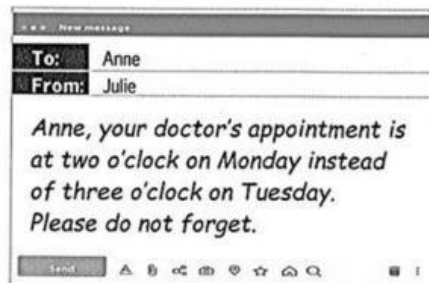 New message
To: Anne
From: Julie
Anne, your doctor's appointment is
at two o'clock on Monday instead
of three o'clock on Tuesday.
Please do not forget.
Send